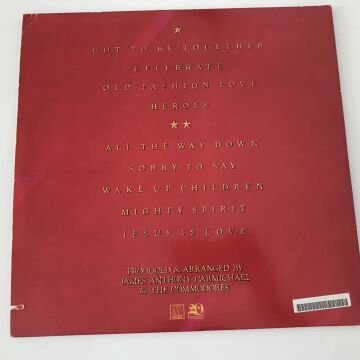 GOT TO BE TOGETHER
CELEBRATE
OLD-FASHION LOVE
HEROES
ALL THE WAY DOWN
SORRY TO SAY
WAKE UP CHILDREN
MIGHTY SPIRIT
JESUS IS LOVE
PRODUCED & ARRANGED BY
JAMES ANTHONY CARMICHAEL
& THE COMMODORES
20